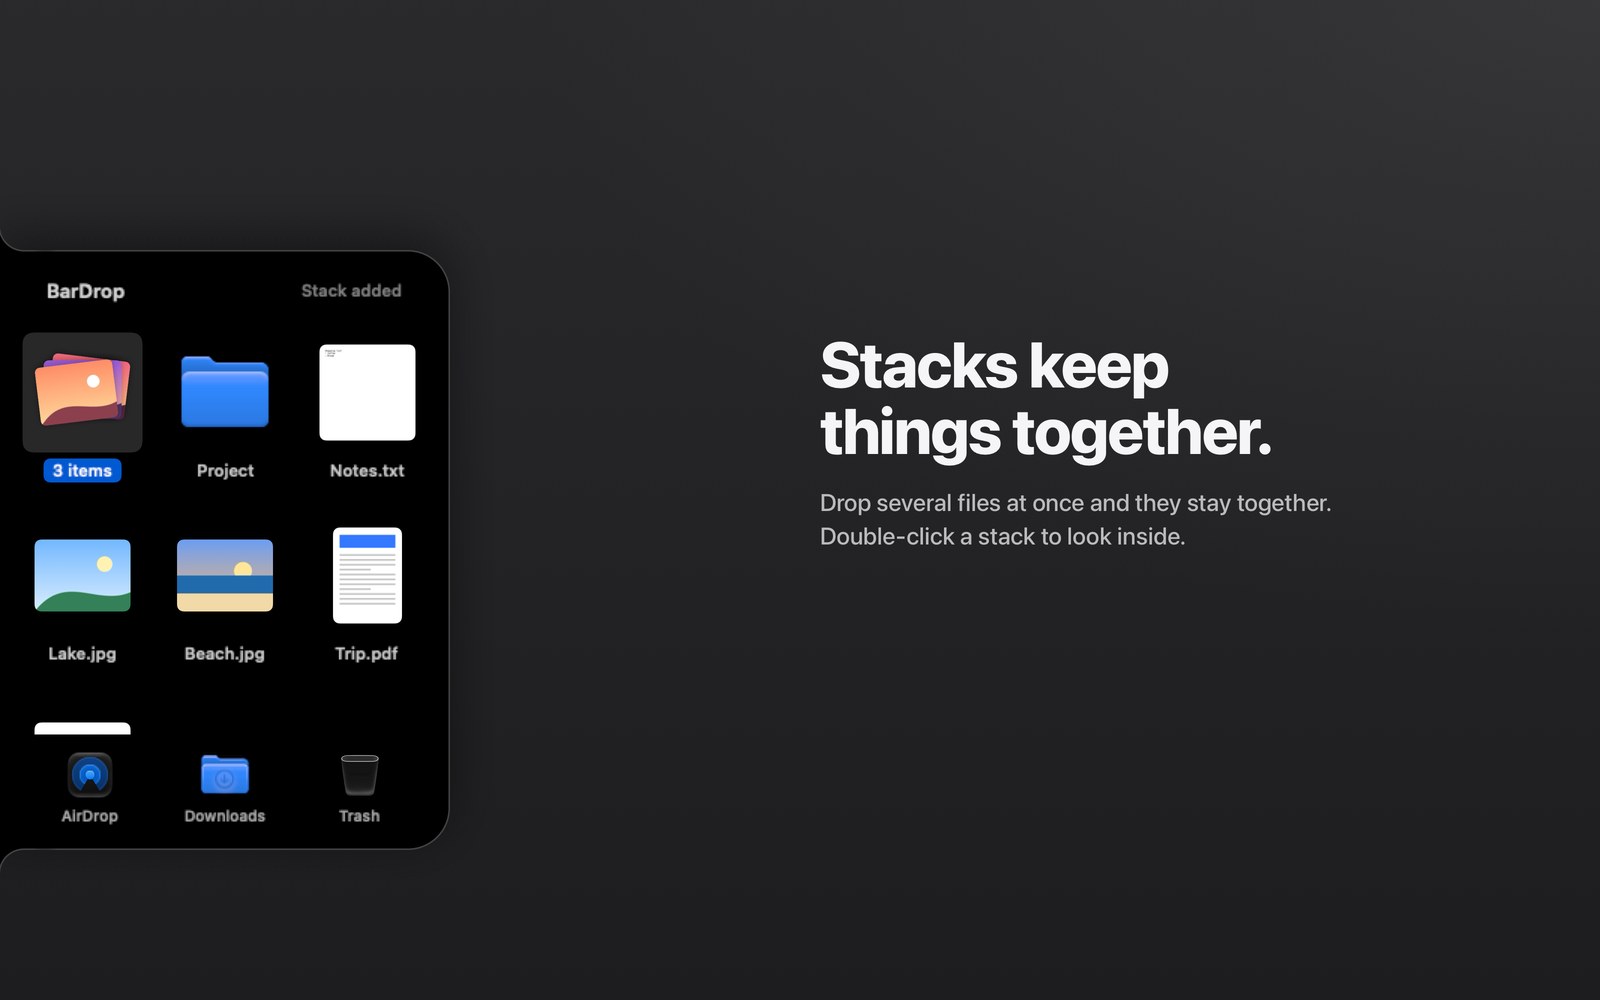 BarDrop
Stack added
3 items
Project
Notes.txt
Lake.jpg
Beach.jpg
Trip.pdf
AirDrop
Downloads
Trash
Stacks keep
things together.
Drop several files at once and they stay together.
Double-click a stack to look inside.